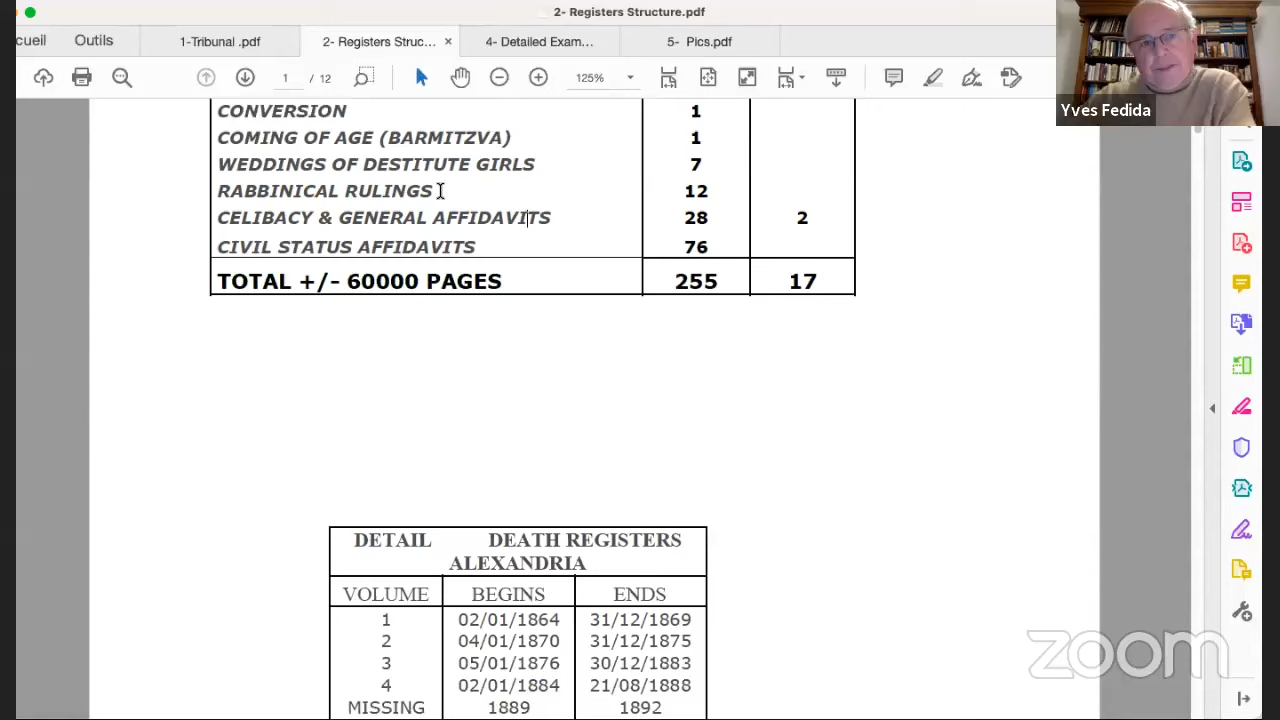 2- Registers Structure.pdf
cueil Outils 1-Tribunal .pdf 2- Registers Struc... × 4- Detailed Exam... 5- Pics.pdf
1 / 12 125%
Yves Fedida
CONVERSION 1
COMING OF AGE (BARMITZVA) 1
WEDDINGS OF DESTITUTE GIRLS 7
RABBINICAL RULINGS 12
CELIBACY & GENERAL AFFIDAVITS 28 2
CIVIL STATUS AFFIDAVITS 76
TOTAL +/- 60000 PAGES 255 17
DETAIL DEATH REGISTERS
ALEXANDRIA
VOLUME BEGINS ENDS
1 02/01/1864 31/12/1869
2 04/01/1870 31/12/1875
3 05/01/1876 30/12/1883
4 02/01/1884 21/08/1888
MISSING 1889 1892
zoom